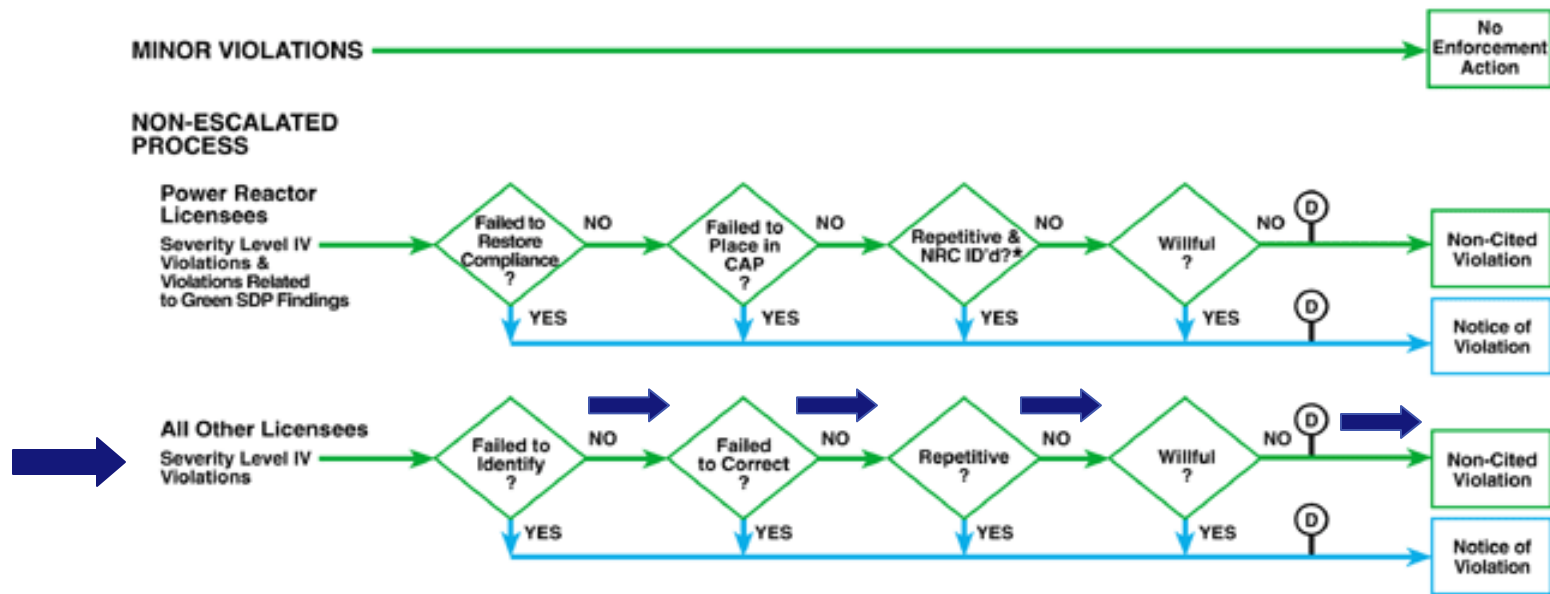 MINOR VIOLATIONS
No
Enforcement
Action
NON-ESCALATED
PROCESS
Power Reactor
Licensees
Severity Level IV
Violations &
Violations Related
to Green SDP Findings
Failed to
Restore
Compliance
?
NO
YES
Failed to
Place in
CAP
?
NO
YES
Repetitive &
NRC ID'd?*
NO
YES
Willful
?
NO
YES
D
Non-Cited
Violation
D
Notice of
Violation
All Other Licensees
Severity Level IV
Violations
Failed to
Identify
?
NO
YES
Failed
to Correct
?
NO
YES
Repetitive
?
NO
YES
Willful
?
NO
YES
D
Non-Cited
Violation
D
Notice of
Violation